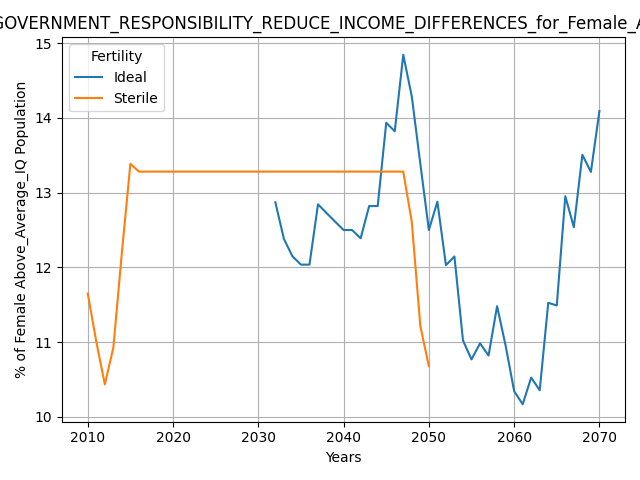 GOVERNMENT_RESPONSIBILITY_REDUCE_INCOME_DIFFERENCES_for_Female_A
Fertility
Ideal
Sterile
% of Female Above_Average_IQ Population
15
14
13
12
11
10
2010 2020 2030 2040 2050 2060 2070
Years